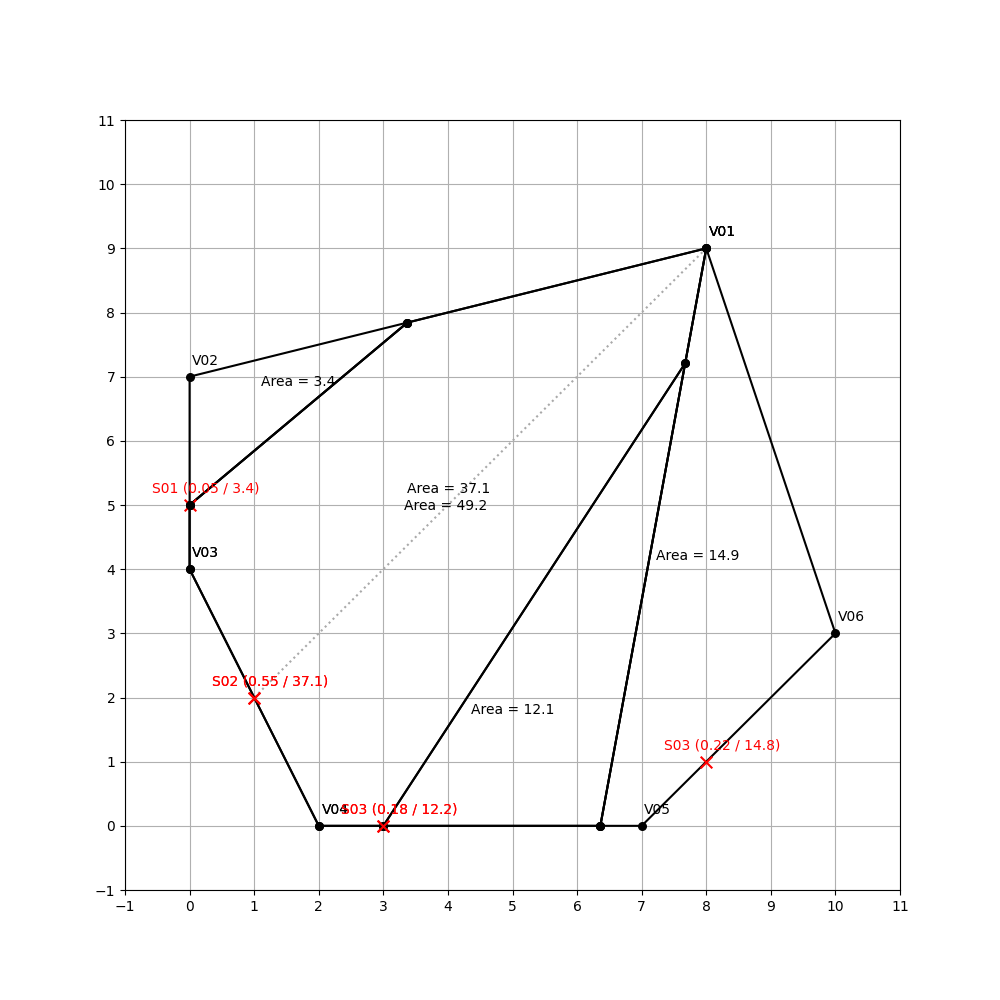 11
10
9
8
7
6
5
4
3
2
1
0
−1
V01
V02
Area = 3.4
S01 (0.05 / 3.4)
Area = 37.1
Area = 49.2
V03
Area = 14.9
V06
S02 (0.55 / 37.1)
Area = 12.1
S03 (0.22 / 14.8)
V04
S03 (0.18 / 12.2)
V05
−1 0 1 2 3 4 5 6 7 8 9 10 11